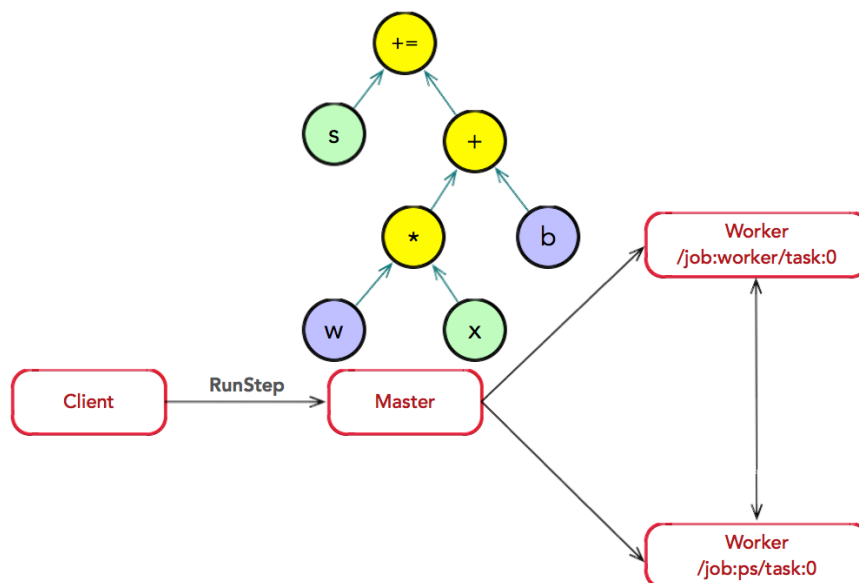 +=
s
+
*
b
w
x
Worker
/job:worker/task:0
RunStep
Client
Master
Worker
/job:ps/task:0